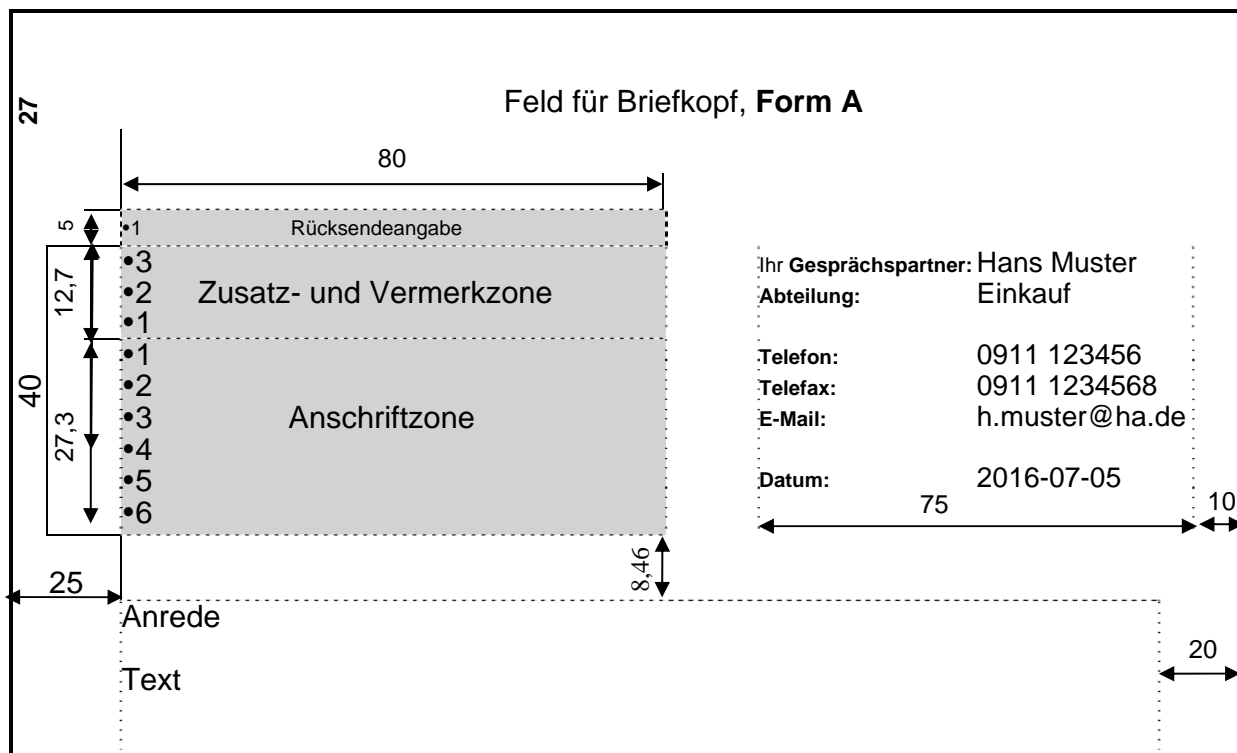 Feld für Briefkopf, Form A
27
80
5
•1 Rücksendeangabe
•3
•2 Zusatz- und Vermerkzone
•1
12,7
•1
•2
•3 Anschriftzone
•4
•5
•6
40
27,3
Ihr Gesprächspartner: Hans Muster
Abteilung: Einkauf
Telefon: 0911 123456
Telefax: 0911 1234568
E-Mail: h.muster@ha.de
Datum: 2016-07-05
75
10
8,46
25
Anrede
20
Text